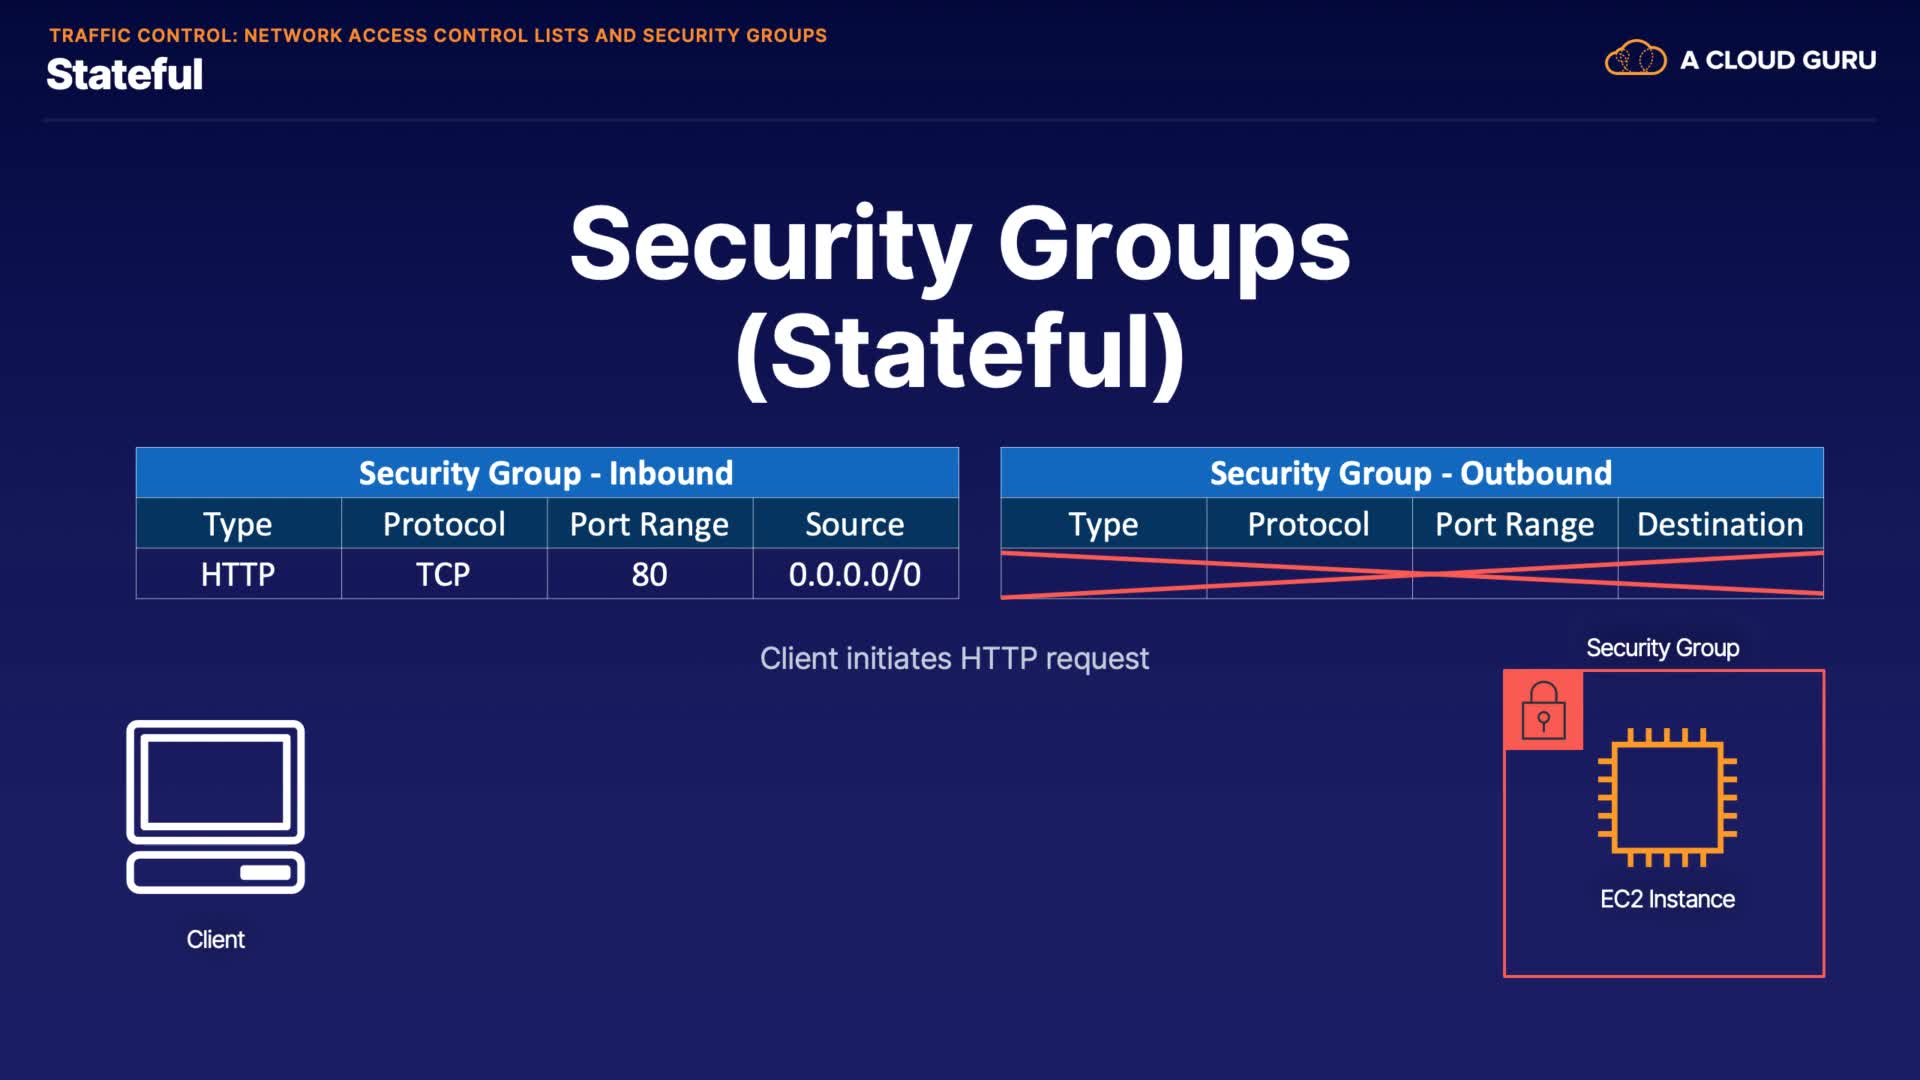 TRAFFIC CONTROL: NETWORK ACCESS CONTROL LISTS AND SECURITY GROUPS
Stateful
A CLOUD GURU
Security Groups
(Stateful)
Security Group - Inbound
Type Protocol Port Range Source
HTTP TCP 80 0.0.0.0/0
Security Group - Outbound
Type Protocol Port Range Destination
Client initiates HTTP request
Security Group
EC2 Instance
Client